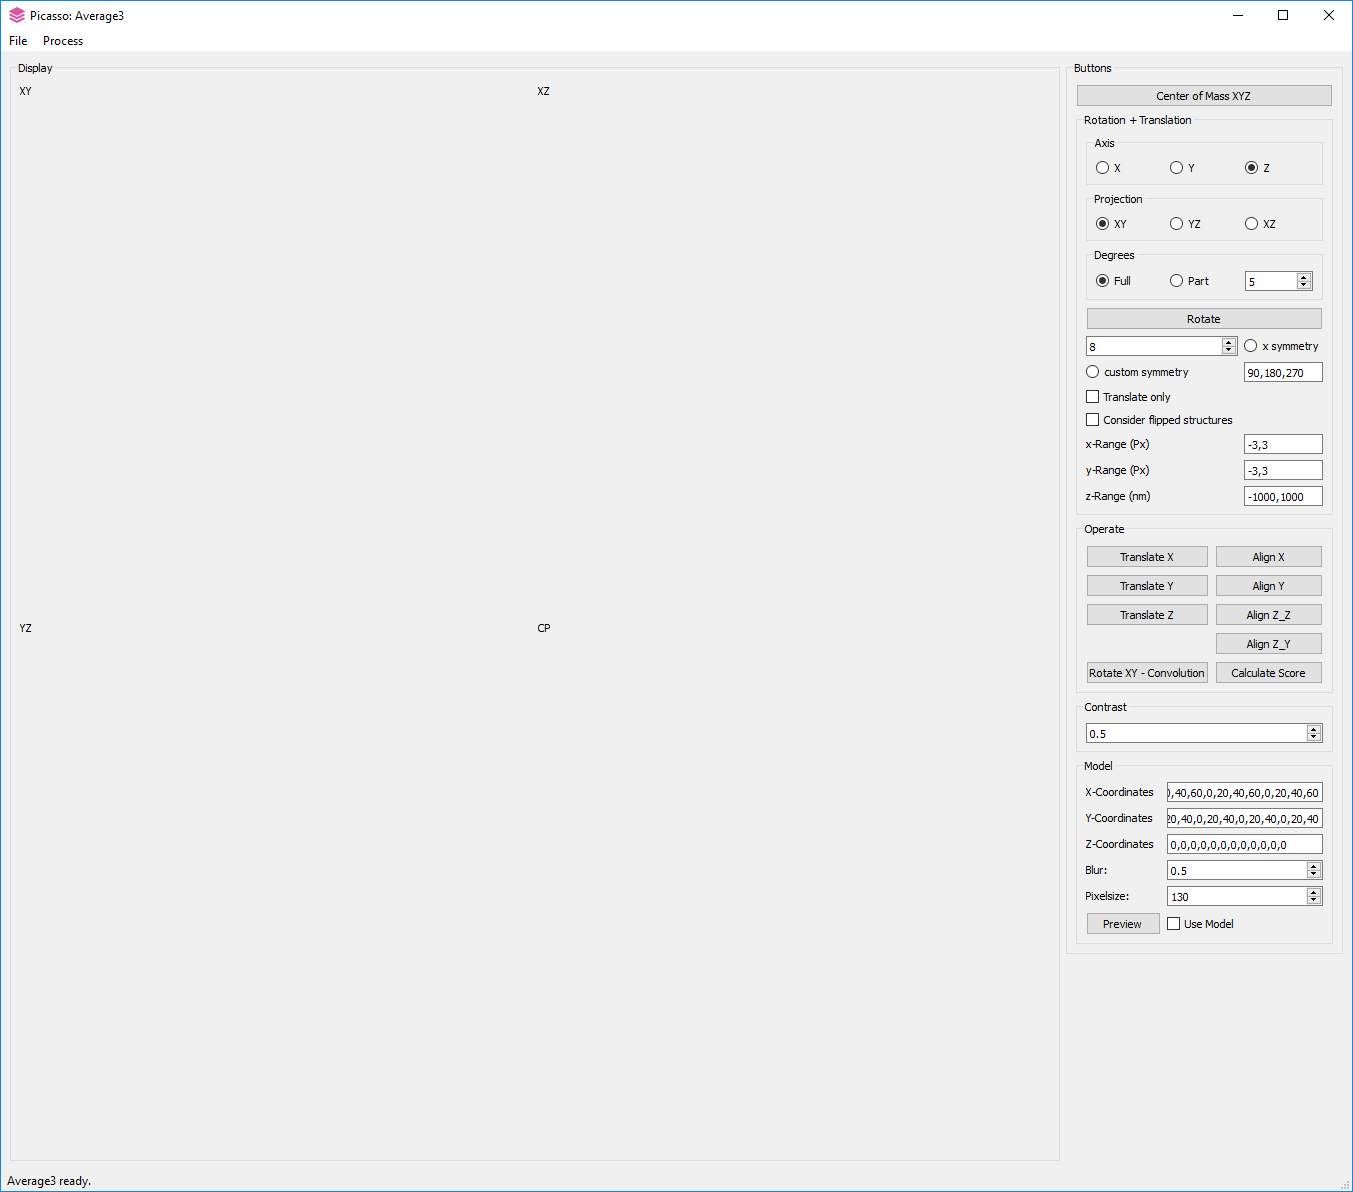 Picasso: Average3
File Process
Display
XY XZ
YZ CP
Buttons
Center of Mass XYZ
Rotation + Translation
Axis
X Y Z
Projection
XY YZ XZ
Degrees
Full Part 5
Rotate
8 x symmetry
custom symmetry 90,180,270
Translate only
Consider flipped structures
x-Range (Px) -3,3
y-Range (Px) -3,3
z-Range (nm) -1000,1000
Operate
Translate X Align X
Translate Y Align Y
Translate Z Align Z_Z
Align Z_Y
Rotate XY - Convolution Calculate Score
Contrast
0.5
Model
X-Coordinates ,40,60,0,20,40,60,0,20,40,60
Y-Coordinates 20,40,0,20,40,0,20,40,0,20,40
Z-Coordinates 0,0,0,0,0,0,0,0,0,0,0,0
Blur: 0.5
Pixelsize: 130
Preview Use Model
Average3 ready.